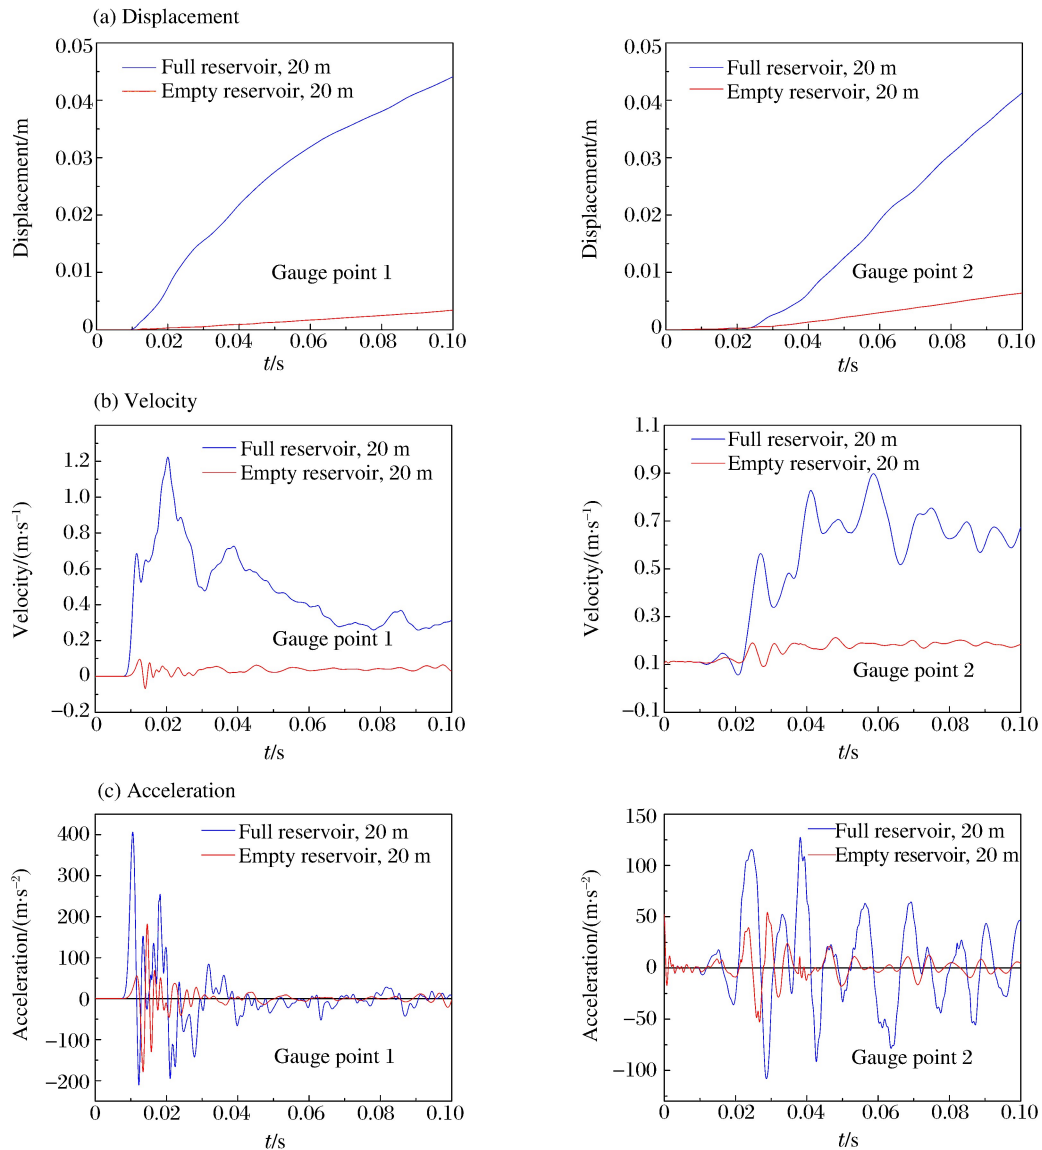 (a) Displacement
0.05
0.04
0.03
0.02
0.01
0
Displacement/m
Full reservoir, 20 m
Empty reservoir, 20 m
Gauge point 1
0 0.02 0.04 0.06 0.08 0.10
t/s
0.05
0.04
0.03
0.02
0.01
0
Displacement/m
Full reservoir, 20 m
Empty reservoir, 20 m
Gauge point 2
0 0.02 0.04 0.06 0.08 0.10
t/s
(b) Velocity
1.2
1.0
0.8
0.6
0.4
0.2
0
−0.2
Velocity/(m·s⁻¹)
Full reservoir, 20 m
Empty reservoir, 20 m
Gauge point 1
0 0.02 0.04 0.06 0.08 0.10
t/s
1.1
0.9
0.7
0.5
0.3
0.1
−0.1
Velocity/(m·s⁻¹)
Full reservoir, 20 m
Empty reservoir, 20 m
Gauge point 2
0 0.02 0.04 0.06 0.08 0.10
t/s
(c) Acceleration
400
300
200
100
0
−100
−200
Acceleration/(m·s⁻²)
Full reservoir, 20 m
Empty reservoir, 20 m
Gauge point 1
0 0.02 0.04 0.06 0.08 0.10
t/s
150
100
50
0
−50
−100
Acceleration/(m·s⁻²)
Full reservoir, 20 m
Empty reservoir, 20 m
Gauge point 2
0 0.02 0.04 0.06 0.08 0.10
t/s